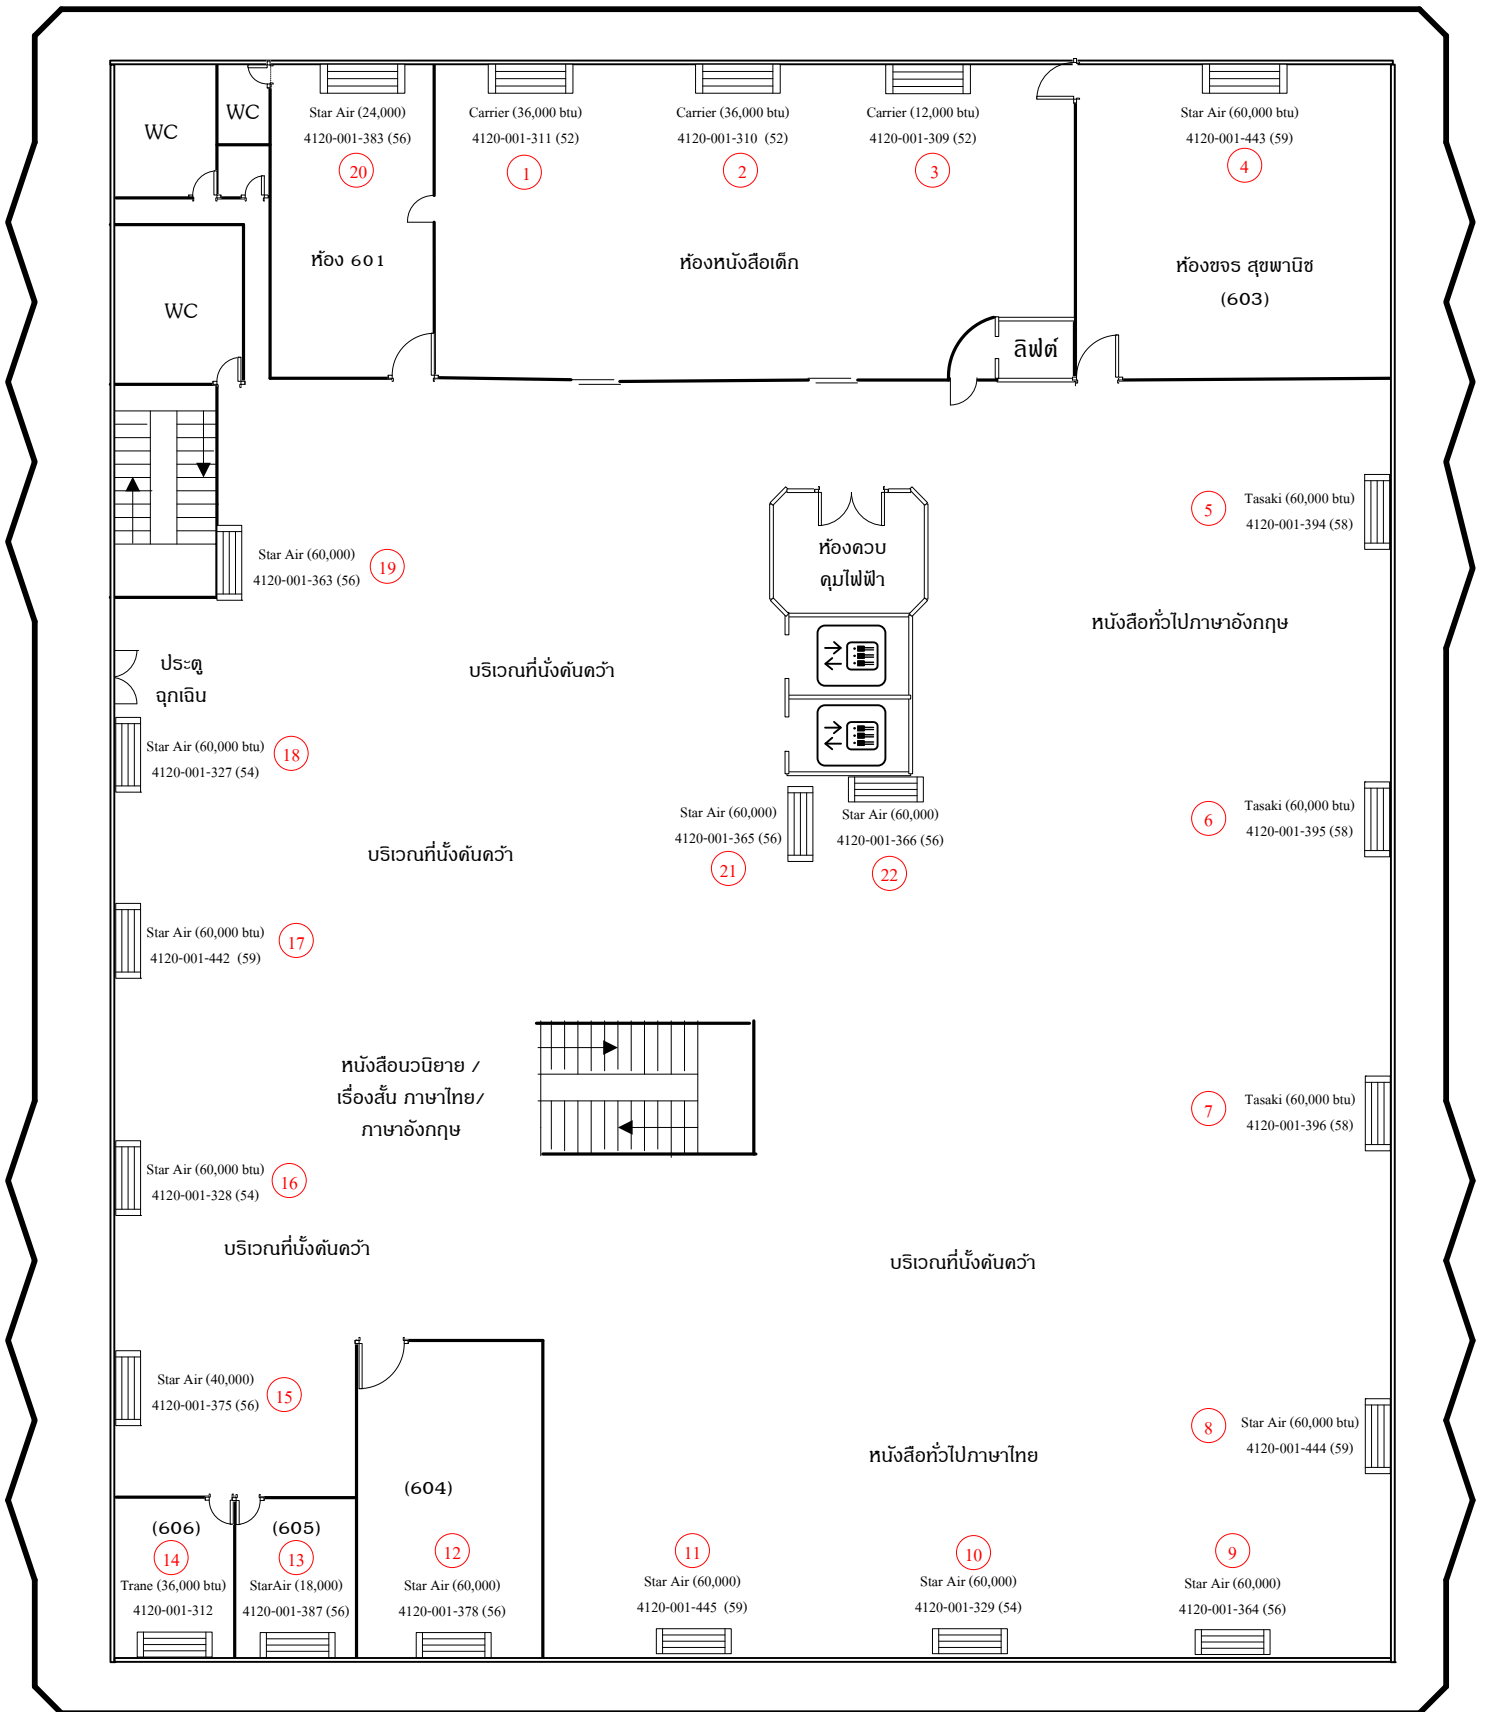 WC
WC
Star Air (24,000)
4120-001-383 (56)
20
Carrier (36,000 btu)
4120-001-311 (52)
1
Carrier (36,000 btu)
4120-001-310 (52)
2
Carrier (12,000 btu)
4120-001-309 (52)
3
Star Air (60,000 btu)
4120-001-443 (59)
4
ห้อง 601
ห้องหนังสือเด็ก
ห้องขจร สุขพานิช
(603)
WC
ลิฟต์
Tasaki (60,000 btu)
4120-001-394 (58)
5
Star Air (60,000)
4120-001-363 (56)
19
ห้องควบ
คุมไฟฟ้า
หนังสือทั่วไปภาษาอังกฤษ
ประตู
ฉุกเฉิน
บริเวณที่นั่งค้นคว้า
Star Air (60,000 btu)
4120-001-327 (54)
18
Star Air (60,000)
4120-001-365 (56)
21
Star Air (60,000)
4120-001-366 (56)
22
Tasaki (60,000 btu)
4120-001-395 (58)
6
บริเวณที่นั้งค้นคว้า
Star Air (60,000 btu)
4120-001-442 (59)
17
หนังสือนวนิยาย /
เรื่องสั้น ภาษาไทย/
ภาษาอังกฤษ
Tasaki (60,000 btu)
4120-001-396 (58)
7
Star Air (60,000 btu)
4120-001-328 (54)
16
บริเวณที่นั้งค้นคว้า
บริเวณที่นั้งค้นคว้า
Star Air (40,000)
4120-001-375 (56)
15
Star Air (60,000 btu)
4120-001-444 (59)
8
หนังสือทั่วไปภาษาไทย
(604)
(606)
14
Trane (36,000 btu)
4120-001-312
(605)
13
StarAir (18,000)
4120-001-387 (56)
12
Star Air (60,000)
4120-001-378 (56)
11
Star Air (60,000)
4120-001-445 (59)
10
Star Air (60,000)
4120-001-329 (54)
9
Star Air (60,000)
4120-001-364 (56)